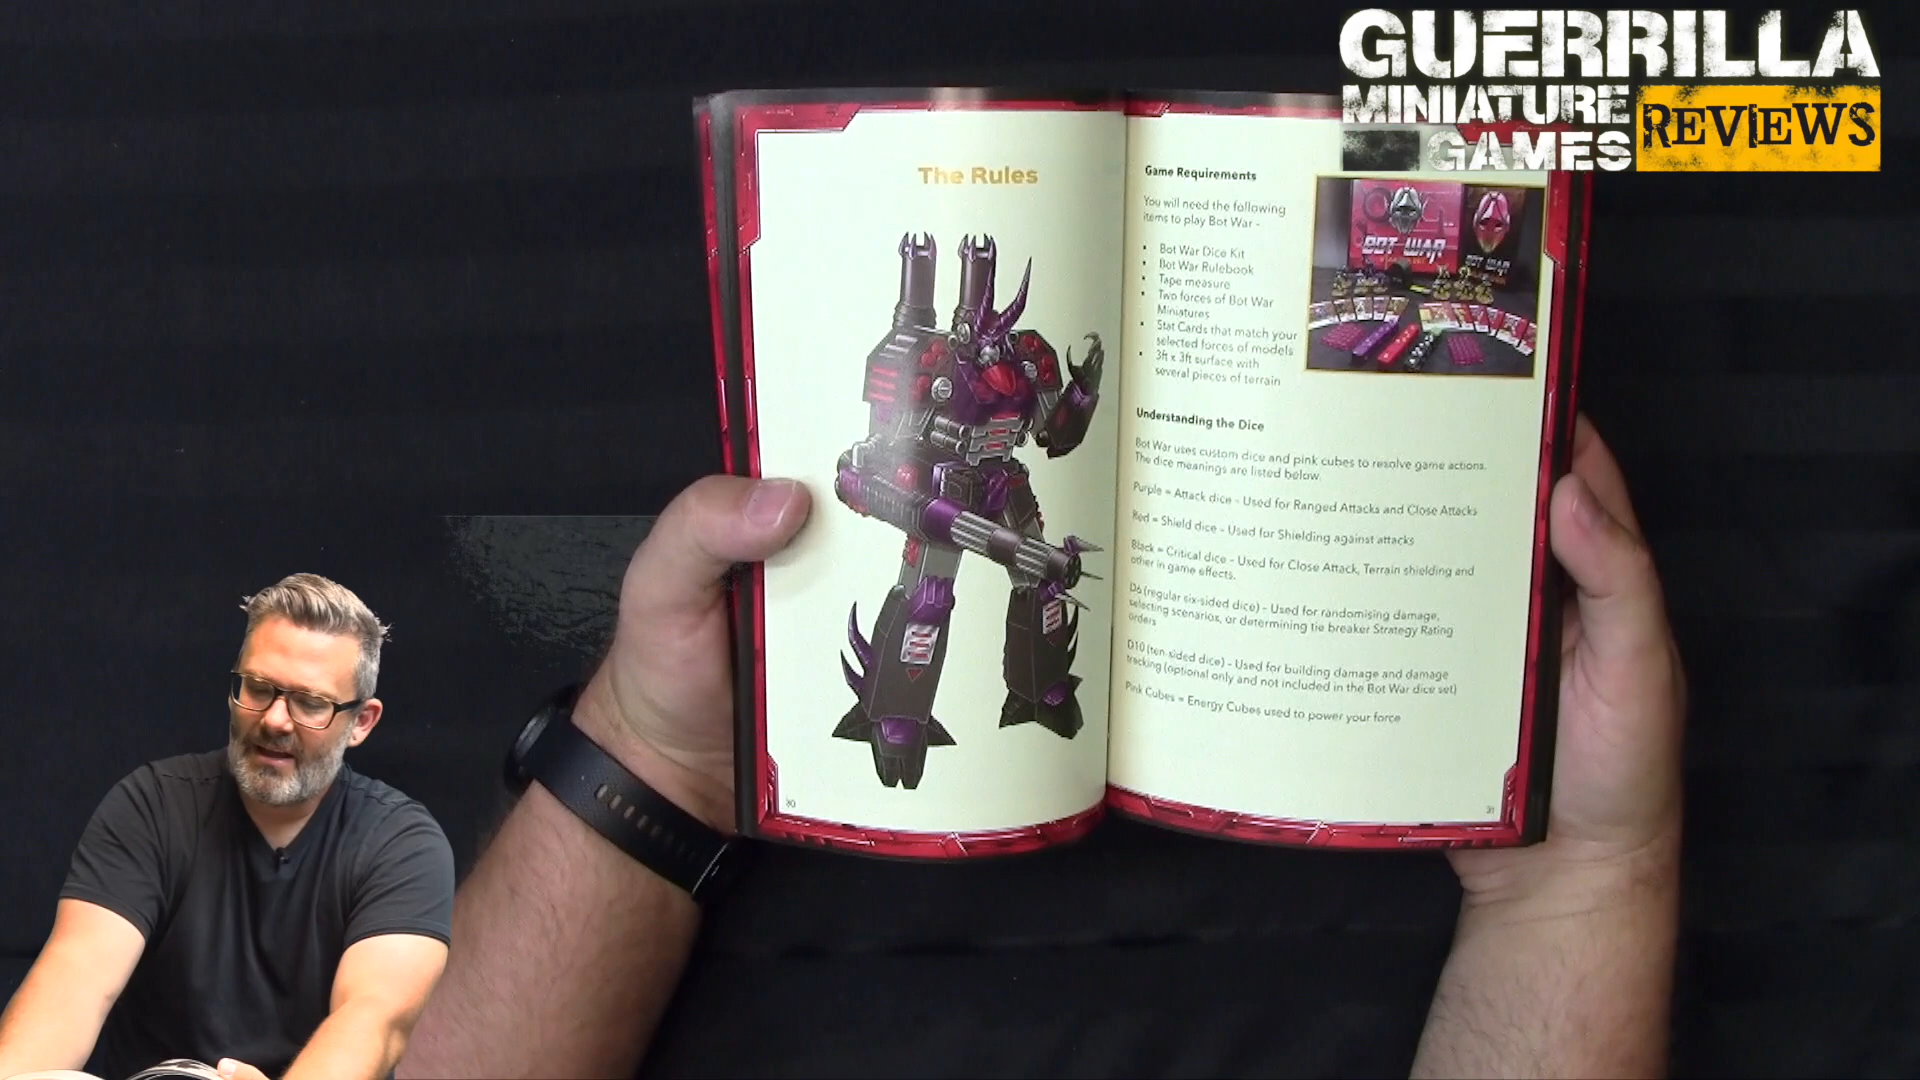 GUERRILLA
MINIATURE
GAMES
REVIEWS
The Rules
30
Game Requirements
You will need the following
items to play Bot War -
• Bot War Dice Kit
• Bot War Rulebook
• Tape measure
• Two forces of Bot War
Miniatures
• Stat Cards that match your
selected forces of models
• 3ft x 3ft surface with
several pieces of terrain
BOT WAR
BOT WAR
Understanding the Dice
Bot War uses custom dice and pink cubes to resolve game actions.
The dice meanings are listed below.
Purple = Attack dice - Used for Ranged Attacks and Close Attacks
Red = Shield dice - Used for Shielding against attacks
Black = Critical dice - Used for Close Attack, Terrain shielding and
other in game effects.
D6 (regular six-sided dice) - Used for randomising damage,
selecting scenarios, or determining tie breaker Strategy Rating
orders
D10 (ten sided dice) - Used for building damage and damage
tracking (optional only and not included in the Bot War dice set)
Pink Cubes = Energy Cubes used to power your force
31